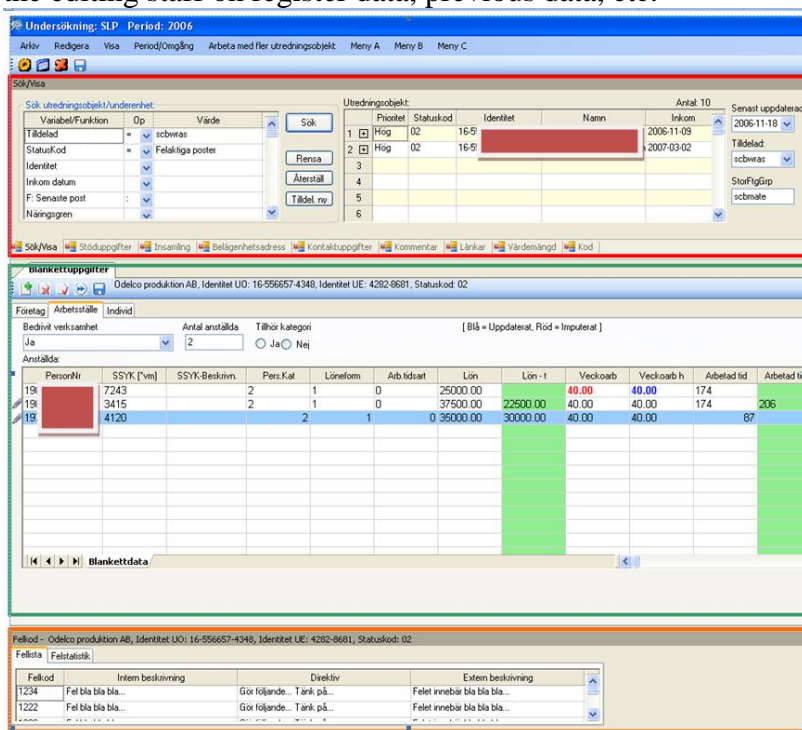 the editing staff on register data, previous data, etc.
Undersökning: SLP Period: 2006
Arkiv Redigera Visa Period/Omgång Arbeta med fler utredningsobjekt Meny A Meny B Meny C
Sök/Visa
Sök utredningsobjekt/underenhet
Variabel/Funktion Op Värde
Tilldelad = scbwras
StatusKod = Felaktiga poster
Identitet
Inkom datum
F: Senaste post :
Näringsgren
Sök
Rensa
Återställ
Tilldel. ny
Utredningsobjekt: Antal: 10
Prioritet Statuskod Identitet Namn Inkom
1 Hög 02 16-5 2006-11-09
2 Hög 02 16-5 2007-03-02
3
4
5
6
Senast uppdaterad
2006-11-18
Tilldelad:
scbwras
StorFtgGrp
scbmate
Sök/Visa Stöduppgifter Insamling Belägenhetsadress Kontaktuppgifter Kommentar Länkar Värdemängd Kod
Blankettuppgifter
Odelco produktion AB, Identitet UO: 16-556657-4348, Identitet UE: 4282-8681, Statuskod: 02
Företag Arbetsställe Individ
Bedrivit verksamhet Antal anställda Tillhör kategori [ Blå = Uppdaterat, Röd = Imputerat ]
Ja 2 Ja Nej
Anställda:
PersonNr SSYK [*vm] SSYK-Beskrivn. Pers.Kat Löneform Arb.tidsart Lön Lön - t Veckoarb Veckoarb h Arbetad tid Arbetad ti
19 7243 2 1 0 25000.00 40.00 40.00 174
19 3415 2 1 0 37500.00 22500.00 40.00 40.00 174 206
19 4120 2 1 0 35000.00 30000.00 40.00 40.00 87
Blankettdata
Felkod - Odelco produktion AB, Identitet UO: 16-556657-4348, Identitet UE: 4282-8681, Statuskod: 02
Fellista Felstatistik
Felkod Intern beskrivning Direktiv Extern beskrivning
1234 Fel bla bla bla... Gör följande... Tänk på... Felet innebär bla bla bla...
1222 Fel bla bla bla... Gör följande... Tänk på... Felet innebär bla bla bla...